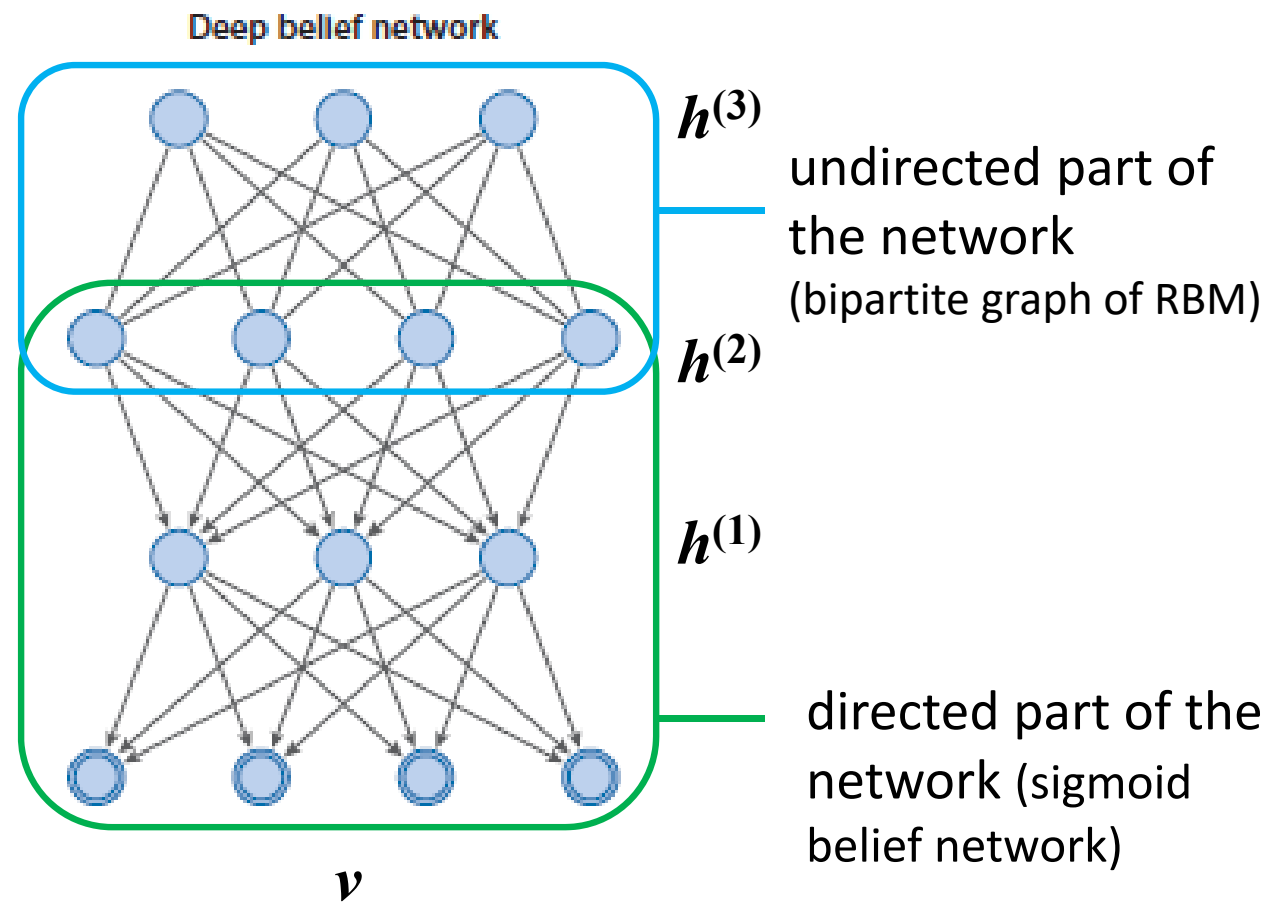 Deep belief network
h(3)
undirected part of
the network
(bipartite graph of RBM)
h(2)
h(1)
directed part of the
network (sigmoid
belief network)
v